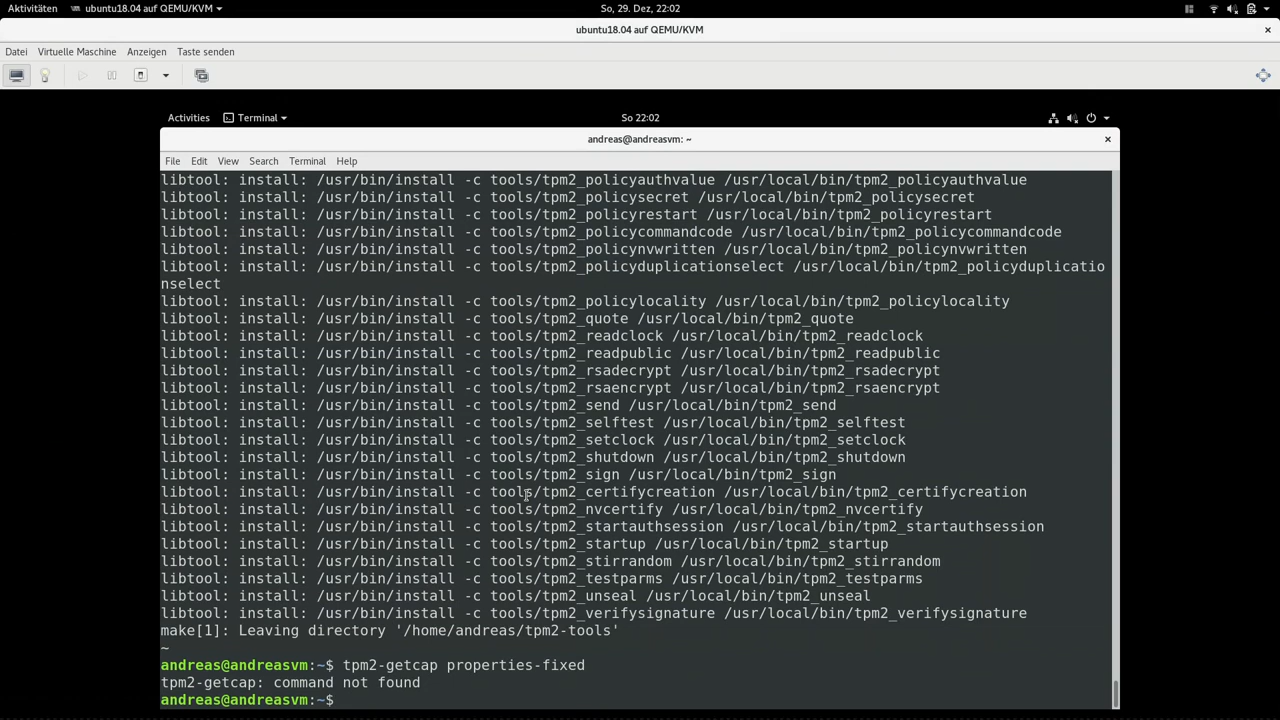 Aktivitäten ubuntu18.04 auf QEMU/KVM So, 29. Dez, 22:02
ubuntu18.04 auf QEMU/KVM ×
Datei Virtuelle Maschine Anzeigen Taste senden
Activities Terminal So 22:02
andreas@andreasvm: ~ ×
File Edit View Search Terminal Help
libtool: install: /usr/bin/install -c tools/tpm2_policyauthvalue /usr/local/bin/tpm2_policyauthvalue
libtool: install: /usr/bin/install -c tools/tpm2_policysecret /usr/local/bin/tpm2_policysecret
libtool: install: /usr/bin/install -c tools/tpm2_policyrestart /usr/local/bin/tpm2_policyrestart
libtool: install: /usr/bin/install -c tools/tpm2_policycommandcode /usr/local/bin/tpm2_policycommandcode
libtool: install: /usr/bin/install -c tools/tpm2_policynvwritten /usr/local/bin/tpm2_policynvwritten
libtool: install: /usr/bin/install -c tools/tpm2_policyduplicationselect /usr/local/bin/tpm2_policyduplicatio
nselect
libtool: install: /usr/bin/install -c tools/tpm2_policylocality /usr/local/bin/tpm2_policylocality
libtool: install: /usr/bin/install -c tools/tpm2_quote /usr/local/bin/tpm2_quote
libtool: install: /usr/bin/install -c tools/tpm2_readclock /usr/local/bin/tpm2_readclock
libtool: install: /usr/bin/install -c tools/tpm2_readpublic /usr/local/bin/tpm2_readpublic
libtool: install: /usr/bin/install -c tools/tpm2_rsadecrypt /usr/local/bin/tpm2_rsadecrypt
libtool: install: /usr/bin/install -c tools/tpm2_rsaencrypt /usr/local/bin/tpm2_rsaencrypt
libtool: install: /usr/bin/install -c tools/tpm2_send /usr/local/bin/tpm2_send
libtool: install: /usr/bin/install -c tools/tpm2_selftest /usr/local/bin/tpm2_selftest
libtool: install: /usr/bin/install -c tools/tpm2_setclock /usr/local/bin/tpm2_setclock
libtool: install: /usr/bin/install -c tools/tpm2_shutdown /usr/local/bin/tpm2_shutdown
libtool: install: /usr/bin/install -c tools/tpm2_sign /usr/local/bin/tpm2_sign
libtool: install: /usr/bin/install -c tools/tpm2_certifycreation /usr/local/bin/tpm2_certifycreation
libtool: install: /usr/bin/install -c tools/tpm2_nvcertify /usr/local/bin/tpm2_nvcertify
libtool: install: /usr/bin/install -c tools/tpm2_startauthsession /usr/local/bin/tpm2_startauthsession
libtool: install: /usr/bin/install -c tools/tpm2_startup /usr/local/bin/tpm2_startup
libtool: install: /usr/bin/install -c tools/tpm2_stirrandom /usr/local/bin/tpm2_stirrandom
libtool: install: /usr/bin/install -c tools/tpm2_testparms /usr/local/bin/tpm2_testparms
libtool: install: /usr/bin/install -c tools/tpm2_unseal /usr/local/bin/tpm2_unseal
libtool: install: /usr/bin/install -c tools/tpm2_verifysignature /usr/local/bin/tpm2_verifysignature
make[1]: Leaving directory '/home/andreas/tpm2-tools'
~
andreas@andreasvm:~$ tpm2-getcap properties-fixed
tpm2-getcap: command not found
andreas@andreasvm:~$